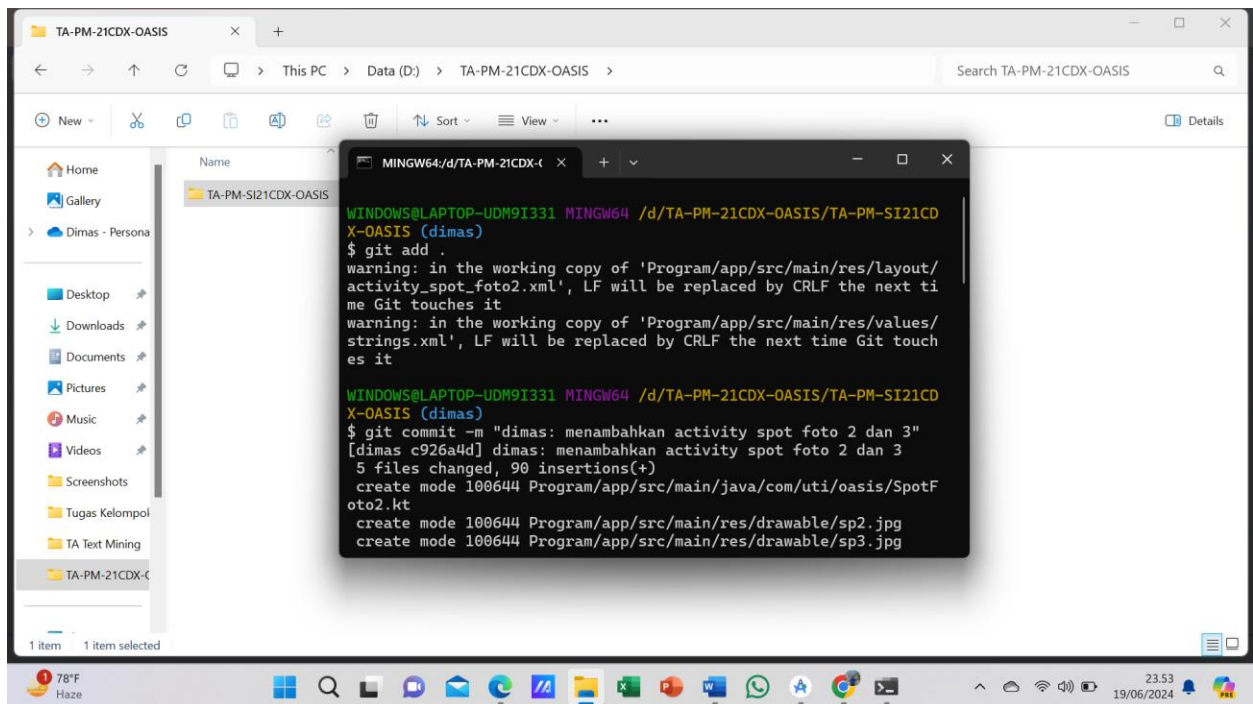 TA-PM-21CDX-OASIS
This PC > Data (D:) > TA-PM-21CDX-OASIS >
Search TA-PM-21CDX-OASIS
New
Sort
View
Details
Home
Gallery
Dimas - Persona
Desktop
Downloads
Documents
Pictures
Music
Videos
Screenshots
Tugas Kelompok
TA Text Mining
TA-PM-21CDX-O
Name
TA-PM-SI21CDX-OASIS
MINGW64:/d/TA-PM-21CDX-(
WINDOWS@LAPTOP-UDM9I331 MINGW64 /d/TA-PM-21CDX-OASIS/TA-PM-SI21CD
X-OASIS (dimas)
$ git add .
warning: in the working copy of 'Program/app/src/main/res/layout/
activity_spot_foto2.xml', LF will be replaced by CRLF the next ti
me Git touches it
warning: in the working copy of 'Program/app/src/main/res/values/
strings.xml', LF will be replaced by CRLF the next time Git touch
es it
WINDOWS@LAPTOP-UDM9I331 MINGW64 /d/TA-PM-21CDX-OASIS/TA-PM-SI21CD
X-OASIS (dimas)
$ git commit -m "dimas: menambahkan activity spot foto 2 dan 3"
[dimas c926a4d] dimas: menambahkan activity spot foto 2 dan 3
5 files changed, 90 insertions(+)
create mode 100644 Program/app/src/main/java/com/uti/oasis/SpotF
oto2.kt
create mode 100644 Program/app/src/main/res/drawable/sp2.jpg
create mode 100644 Program/app/src/main/res/drawable/sp3.jpg
1 item
1 item selected
1
78°F
Haze
23.53
19/06/2024
PRE